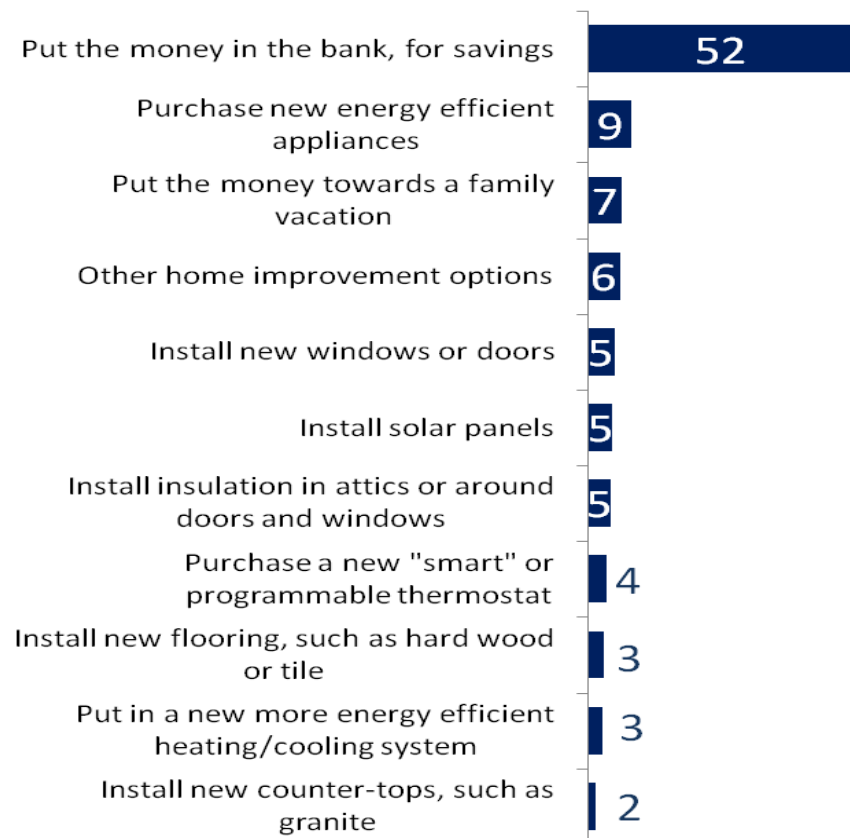 Put the money in the bank, for savings
52
Purchase new energy efficient
appliances
9
Put the money towards a family
vacation
7
Other home improvement options
6
Install new windows or doors
5
Install solar panels
5
Install insulation in attics or around
doors and windows
5
Purchase a new "smart" or
programmable thermostat
4
Install new flooring, such as hard wood
or tile
3
Put in a new more energy efficient
heating/cooling system
3
Install new counter-tops, such as
granite
2